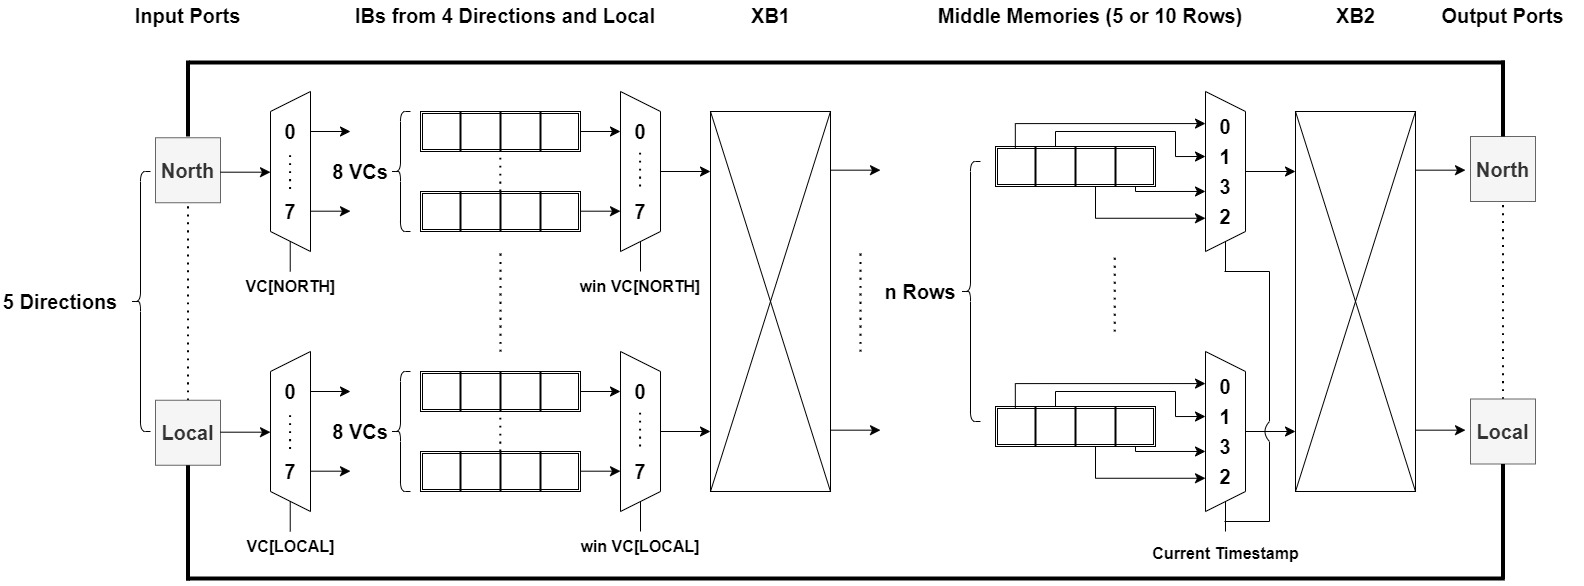 Input Ports
IBs from 4 Directions and Local
XB1
Middle Memories (5 or 10 Rows)
XB2
Output Ports
North
0
7
VC[NORTH]
8 VCs
0
7
win VC[NORTH]
0
1
3
2
North
5 Directions
n Rows
Local
0
7
VC[LOCAL]
8 VCs
0
7
win VC[LOCAL]
0
1
3
2
Current Timestamp
Local